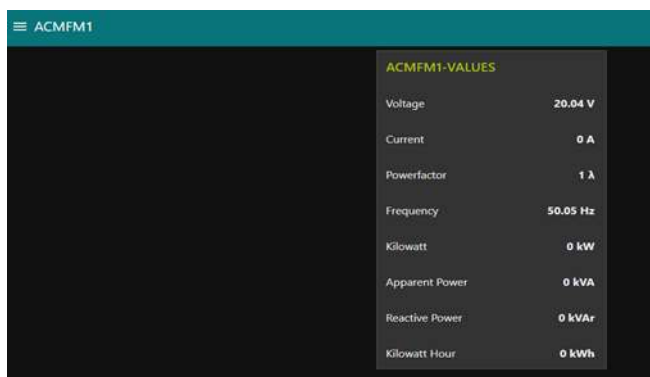 ≡ ACMFM1
ACMFM1-VALUES
Voltage 20.04 V
Current 0 A
Powerfactor 1 λ
Frequency 50.05 Hz
Kilowatt 0 kW
Apparent Power 0 kVA
Reactive Power 0 kVAr
Kilowatt Hour 0 kWh